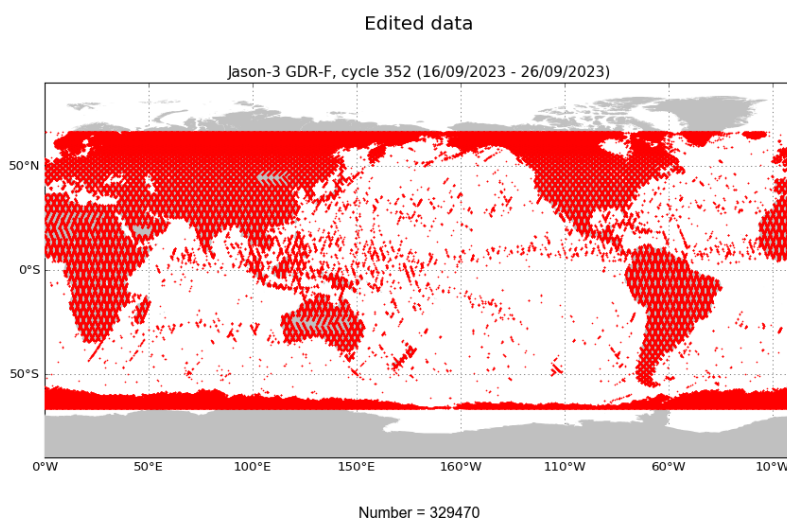 Edited data
Jason-3 GDR-F, cycle 352 (16/09/2023 - 26/09/2023)
50°N
0°S
50°S
0°W 50°E 100°E 150°E 160°W 110°W 60°W 10°W
Number = 329470